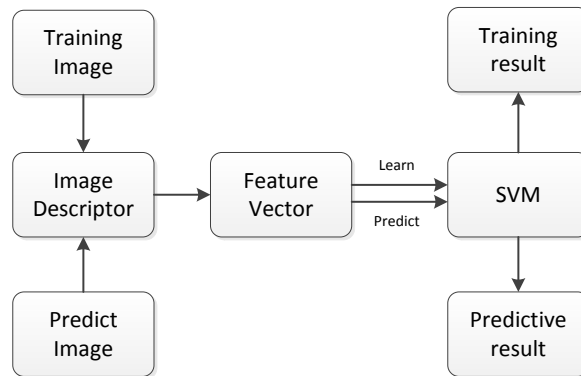 Training
Image
Training
result
Image
Descriptor
Feature
Vector
Learn
Predict
SVM
Predict
Image
Predictive
result